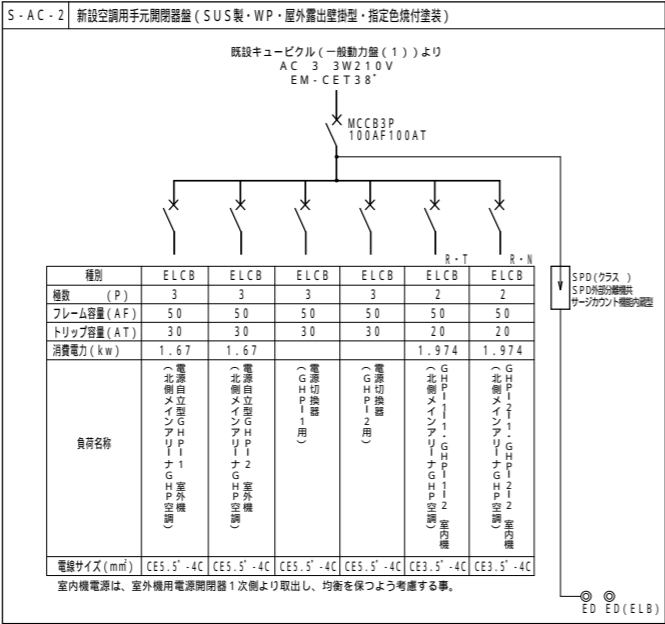 S-AC-2 新設空調用手元開閉器盤(SUS製・WP・屋外露出壁掛型・指定色焼付塗装)
既設キュービクル(一般動力盤(1))より
AC 3 3W210V
EM-CET38゜
MCCB3P
100AF100AT
R・T R・N
種別 ELCB ELCB ELCB ELCB ELCB ELCB
極数 (P) 3 3 3 3 2 2
フレーム容量(AF) 50 50 50 50 50 50
トリップ容量(AT) 30 30 30 30 20 20
消費電力(kw) 1.67 1.67 1.974 1.974
負荷名称
電源自立型GHP-1 室外機
(北側メインアリーナGHP空調)
電源自立型GHP-2 室外機
(北側メインアリーナGHP空調)
電源切換器
(GHP-1用)
電源切換器
(GHP-2用)
GHP-1-1・GHP-1-2 室内機
(北側メインアリーナGHP空調)
GHP-2-1・GHP-2-2 室内機
(北側メインアリーナGHP空調)
電線サイズ(mm²) CE5.5゜-4C CE5.5゜-4C CE5.5゜-4C CE5.5゜-4C CE3.5゜-4C CE3.5゜-4C
室内機電源は、室外機用電源開閉器1次側より取出し、均衡を保つよう考慮する事。
SPD(クラス )
SPD外部分離機共
サージカウント機能内蔵型
ED ED(ELB)